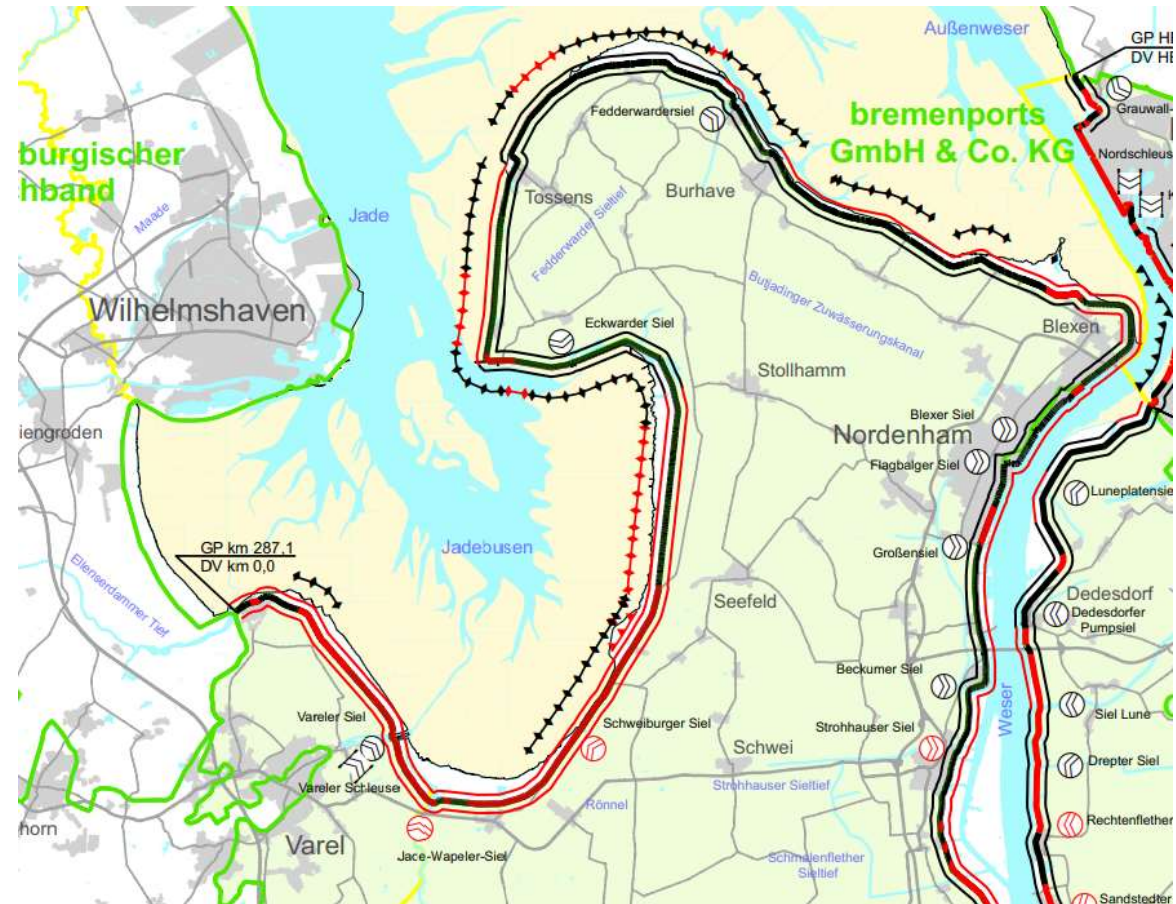 Außenweser
GP HI
DV HE
Grauwall-
Fedderwardersiel
bremenports
GmbH & Co. KG
Nordschleus
K
burgischer
hband
Maade
Jade
Tossens
Burhave
Fedderwarder Sieltief
Butjadinger Zuwässerungskanal
Wilhelmshaven
Eckwarder Siel
Blexen
Stollhamm
iengroden
Blexer Siel
Nordenham
Flagbalger Siel
Luneplatensie
GP km 287,1
DV km 0,0
Jadebusen
Großensiel
Ellenserdammer Tief
Seefeld
Dedesdorf
Dedesdorfer
Pumpsiel
Beckumer Siel
Weser
Vareler Siel
Schweiburger Siel
Strohhauser Siel
Siel Lune
Schwei
Vareler Schleuse
Strohhauser Sieltief
Drepter Siel
Rönnel
Rechtenflether
horn
Varel
Jace-Wapeler-Siel
Schmalenflether
Sieltief
Sandstedter